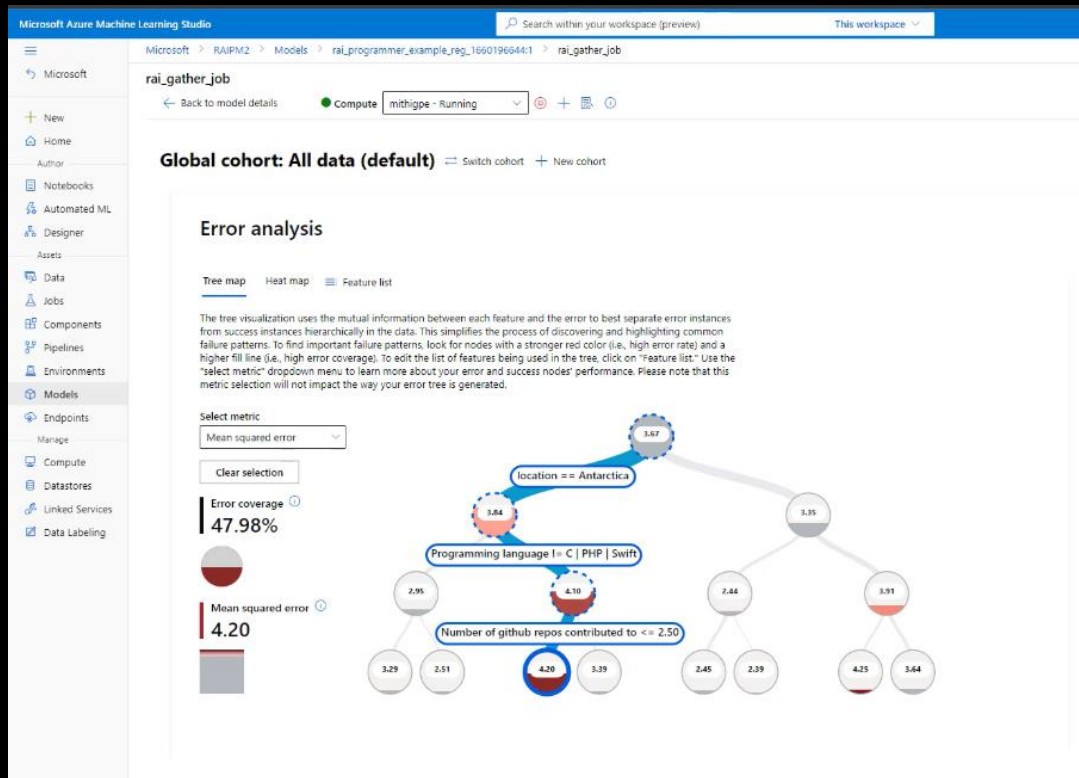 Microsoft Azure Machine Learning Studio
Search within your workspace (preview)
This workspace
Microsoft > RAIPM2 > Models > rai_programmer_example_reg_1660196644:1 > rai_gather_job
Microsoft
New
Home
Author
Notebooks
Automated ML
Designer
Assets
Data
Jobs
Components
Pipelines
Environments
Models
Endpoints
Manage
Compute
Datastores
Linked Services
Data Labeling
rai_gather_job
Back to model details
Compute
mithigpe - Running
Global cohort: All data (default)
Switch cohort
New cohort
Error analysis
Tree map
Heat map
Feature list
The tree visualization uses the mutual information between each feature and the error to best separate error instances
from success instances hierarchically in the data. This simplifies the process of discovering and highlighting common
failure patterns. To find important failure patterns, look for nodes with a stronger red color (i.e., high error rate) and a
higher fill line (i.e., high error coverage). To edit the list of features being used in the tree, click on "Feature list." Use the
"select metric" dropdown menu to learn more about your error and success nodes' performance. Please note that this
metric selection will not impact the way your error tree is generated.
Select metric
Mean squared error
Clear selection
Error coverage
47.98%
Mean squared error
4.20
3.67
location == Antarctica
3.84
3.35
Programming language != C | PHP | Swift
2.95
4.10
2.44
3.91
Number of github repos contributed to <= 2.50
3.29
2.51
4.20
3.39
2.45
2.39
4.25
3.64